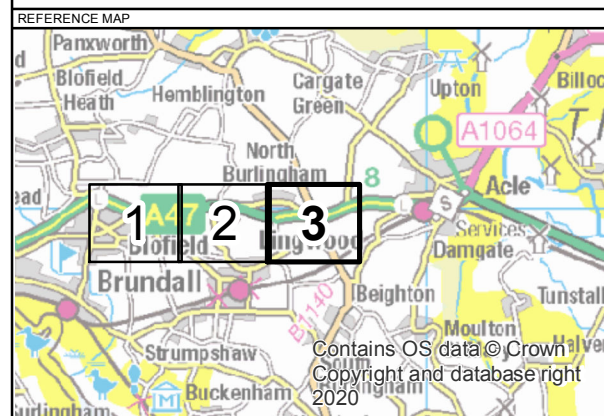 REFERENCE MAP
Panxworth
Blofield
Heath
Hemblington
Cargate
Green
Upton
A1064
North
Burlingham
8
Acle
S
Services
Damgate
L
L
A47
1
2
3
Blofield
Lingwood
Brundall
B1140
Beighton
Tunstall
Moulton
Strumpshaw
Buckenham
M
Contains OS data © Crown
Copyright and database right
2020